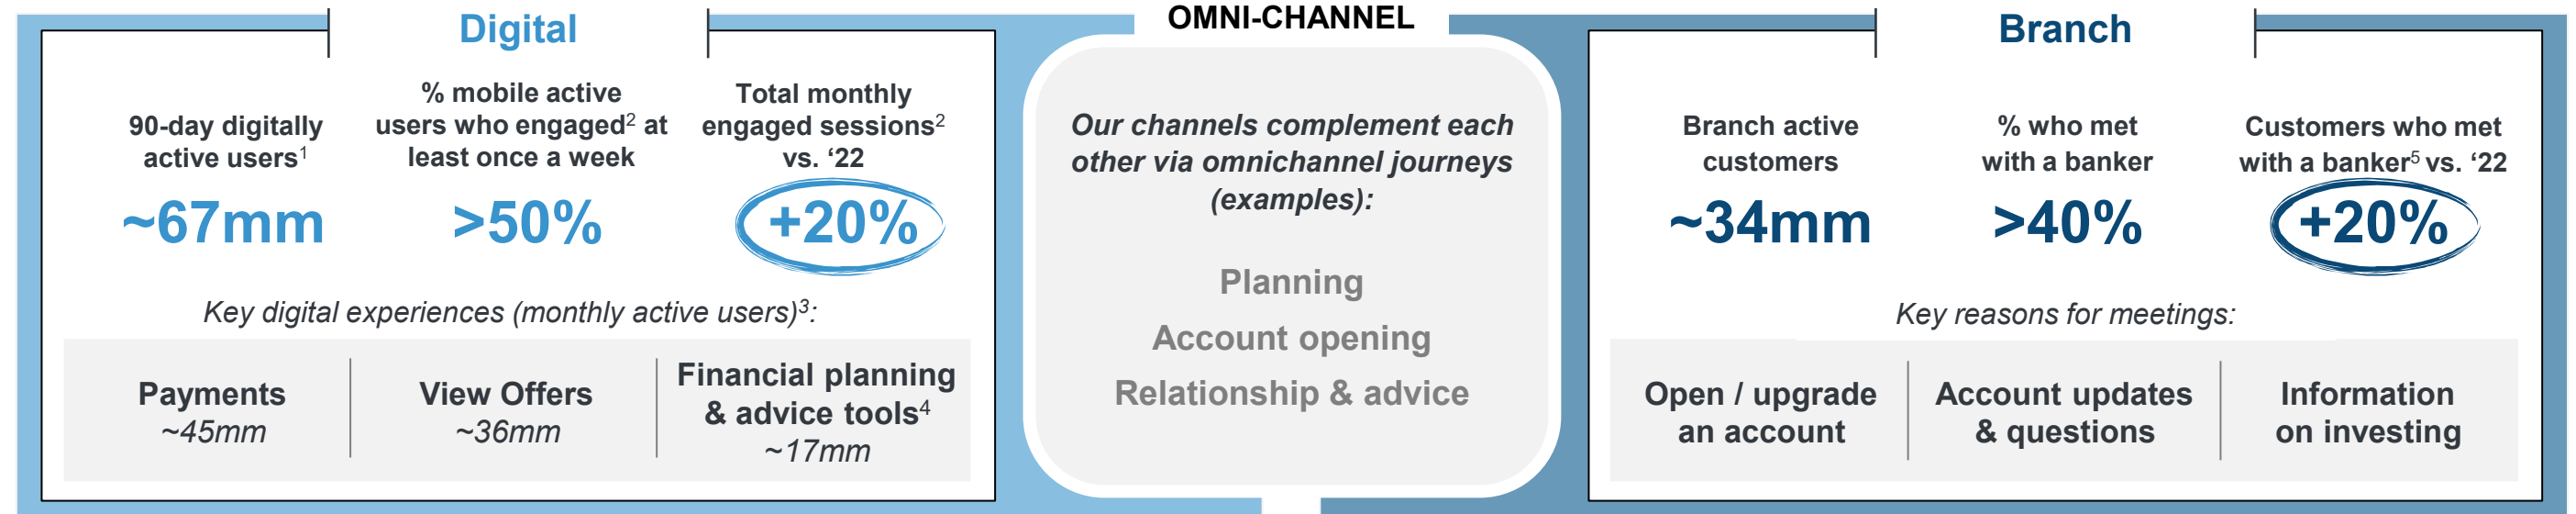 OMNI-CHANNEL
Digital
90-day digitally
active users1
~67mm
% mobile active
users who engaged2 at
least once a week
>50%
Total monthly
engaged sessions2
vs. ‘22
+20%
Key digital experiences (monthly active users)3:
Payments
~45mm
View Offers
~36mm
Financial planning
& advice tools4
~17mm
Our channels complement each
other via omnichannel journeys
(examples):
Planning
Account opening
Relationship & advice
Branch
Branch active
customers
~34mm
% who met
with a banker
>40%
Customers who met
with a banker5 vs. ‘22
+20%
Key reasons for meetings:
Open / upgrade
an account
Account updates
& questions
Information
on investing